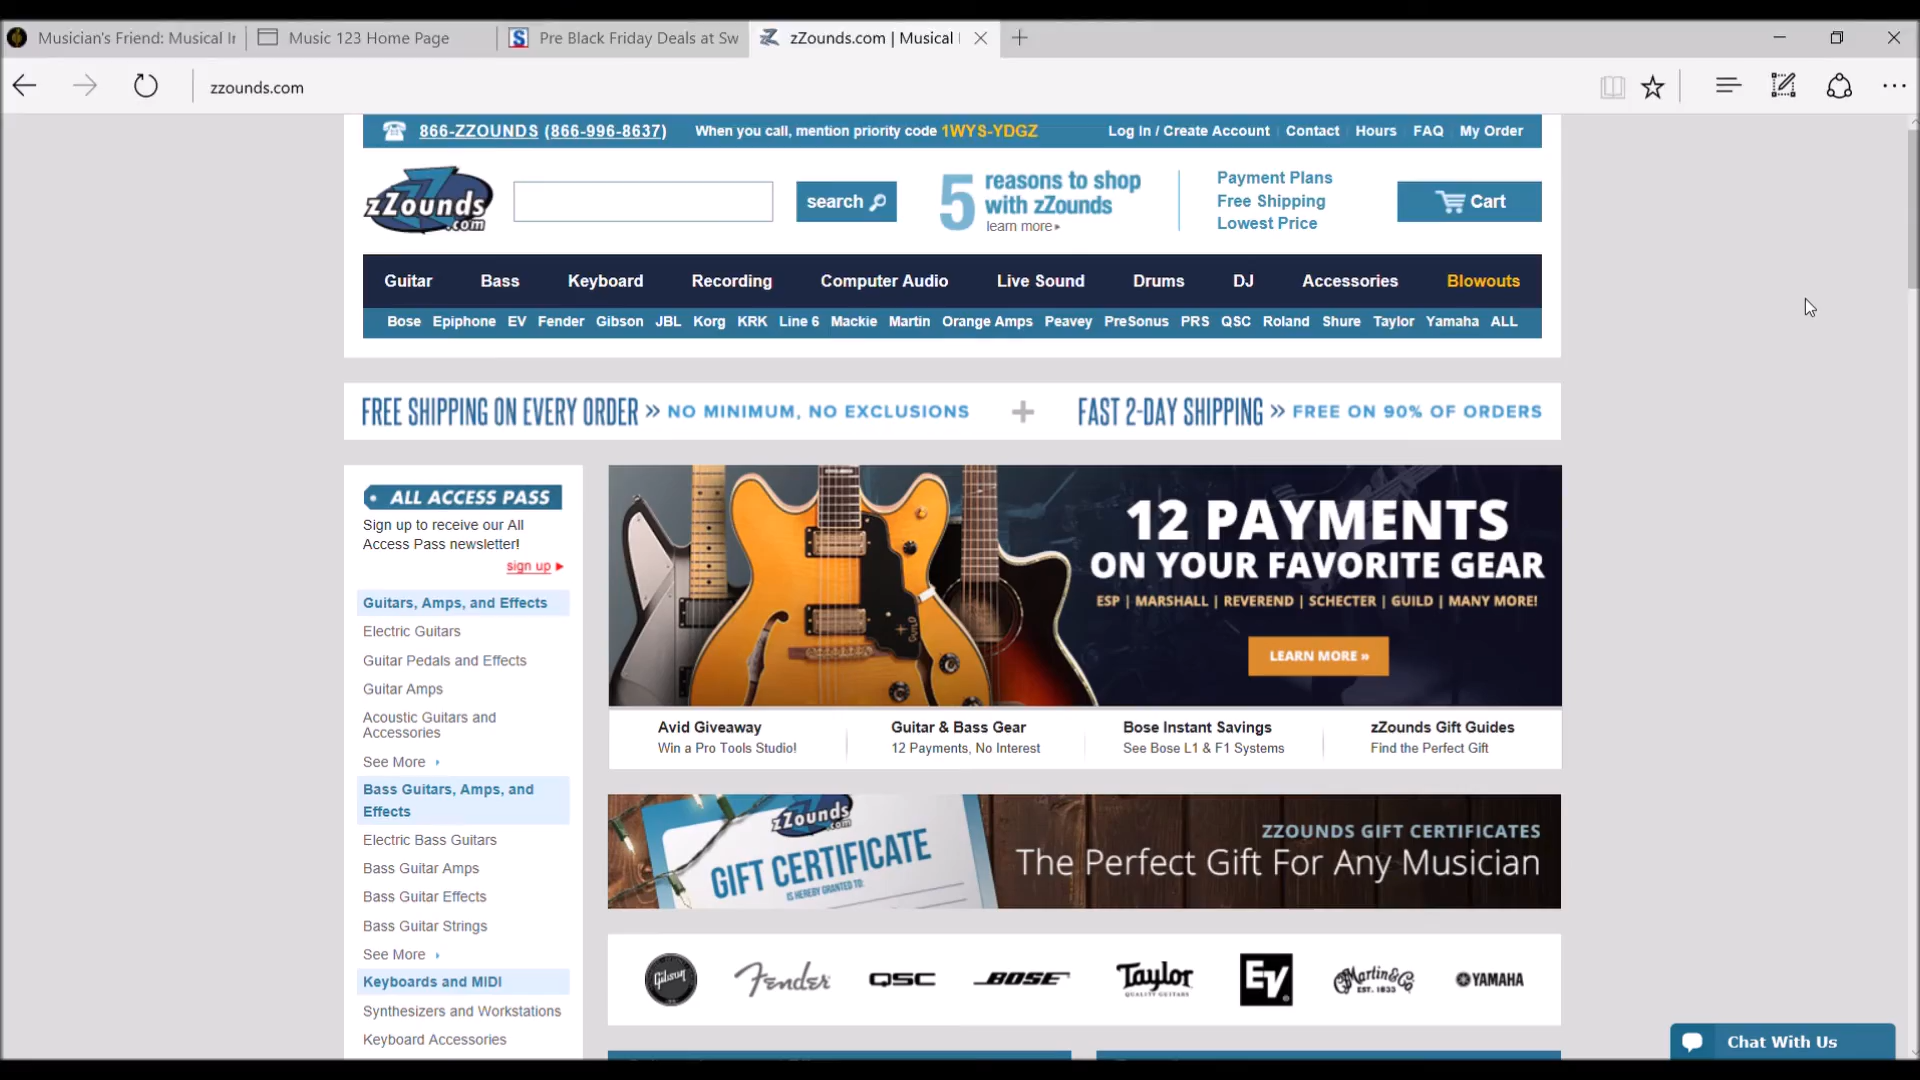 Musician's Friend: Musical Ir
Music 123 Home Page
Pre Black Friday Deals at Sw
zZounds.com | Musical
zzounds.com
866-ZZOUNDS (866-996-8637)
When you call, mention priority code 1WYS-YDGZ
Log In / Create Account
Contact
Hours
FAQ
My Order
zZounds
.com
search
5 reasons to shop
with zZounds
learn more
Payment Plans
Free Shipping
Lowest Price
Cart
Guitar
Bass
Keyboard
Recording
Computer Audio
Live Sound
Drums
DJ
Accessories
Blowouts
Bose Epiphone EV Fender Gibson JBL Korg KRK Line 6 Mackie Martin Orange Amps Peavey PreSonus PRS QSC Roland Shure Taylor Yamaha ALL
FREE SHIPPING ON EVERY ORDER >> NO MINIMUM, NO EXCLUSIONS + FAST 2-DAY SHIPPING >> FREE ON 90% OF ORDERS
ALL ACCESS PASS
Sign up to receive our All
Access Pass newsletter!
sign up
Guitars, Amps, and Effects
Electric Guitars
Guitar Pedals and Effects
Guitar Amps
Acoustic Guitars and
Accessories
See More
Bass Guitars, Amps, and
Effects
Electric Bass Guitars
Bass Guitar Amps
Bass Guitar Effects
Bass Guitar Strings
See More
Keyboards and MIDI
Synthesizers and Workstations
Keyboard Accessories
GUILD
12 PAYMENTS
ON YOUR FAVORITE GEAR
ESP | MARSHALL | REVEREND | SCHECTER | GUILD | MANY MORE!
LEARN MORE »
Avid Giveaway
Win a Pro Tools Studio!
Guitar & Bass Gear
12 Payments, No Interest
Bose Instant Savings
See Bose L1 & F1 Systems
zZounds Gift Guides
Find the Perfect Gift
zZounds
.com
GIFT CERTIFICATE
IS HEREBY GRANTED TO:
ZZOUNDS GIFT CERTIFICATES
The Perfect Gift For Any Musician
Gibson
Fender
QSC
BOSE
Taylor
QUALITY GUITARS
EV
Martin & Co
EST. 1833
YAMAHA
Chat With Us